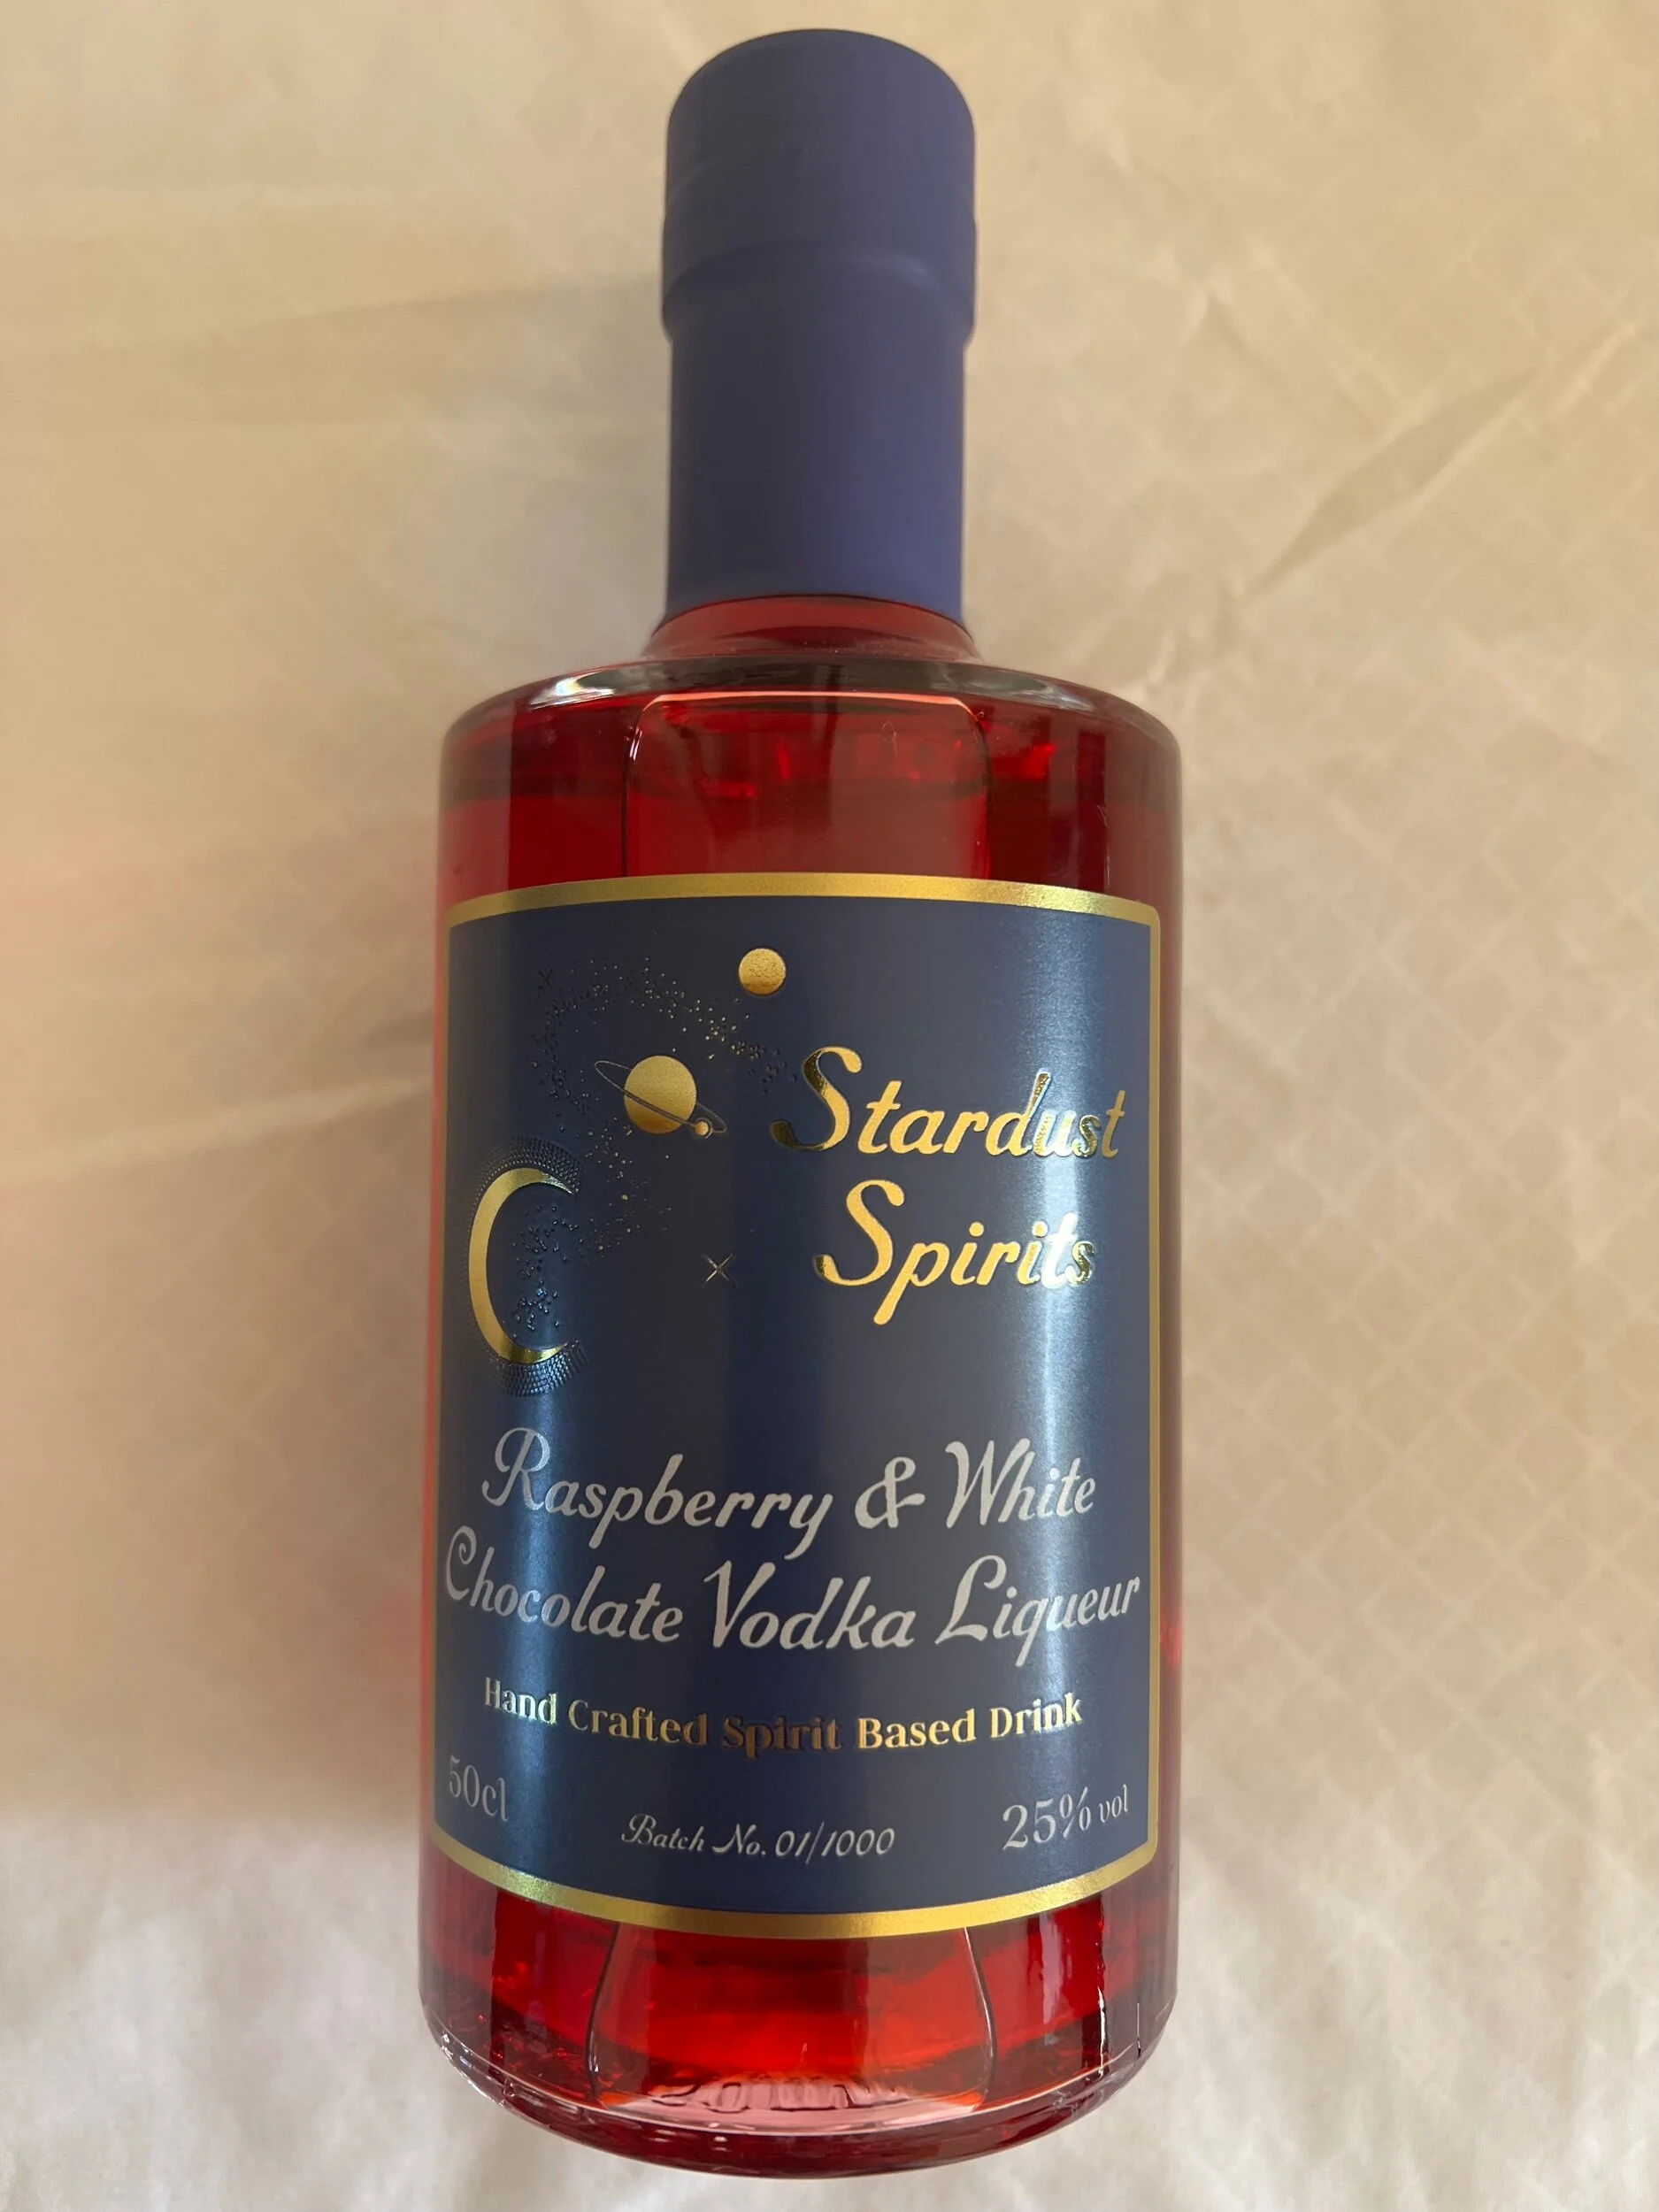 Stardust
Spirits
Raspberry & White
Chocolate Vodka Liqueur
Hand Crafted Spirit Based Drink
50cl
Batch No. 01/1000
25% vol